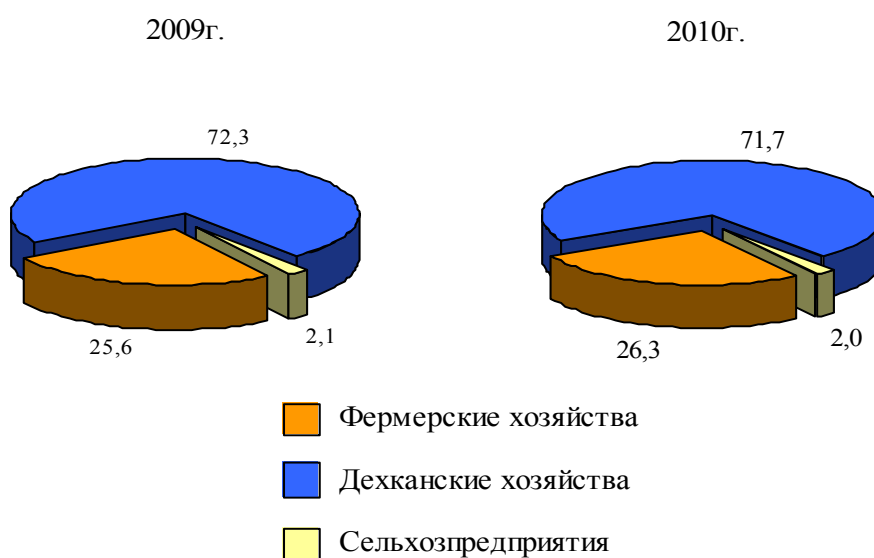 2009г.
2010г.
72,3
71,7
25,6
2,1
26,3
2,0
Фермерские хозяйства
Дехканские хозяйства
Сельхозпредприятия